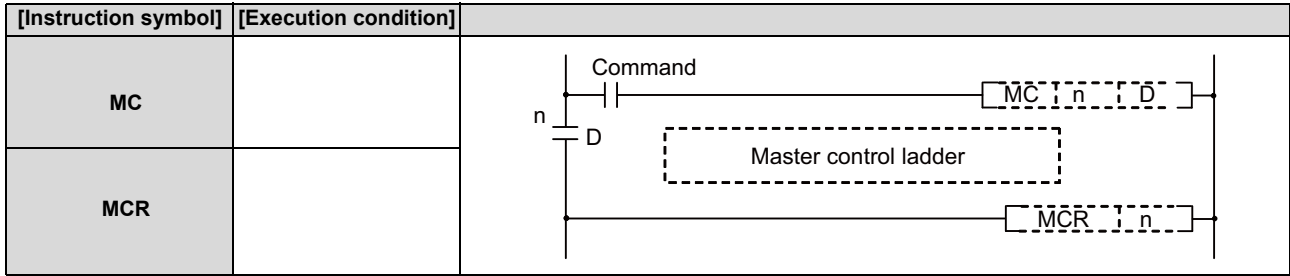 [Instruction symbol] [Execution condition]
MC
Command
MC n D
n
D
Master control ladder
MCR
MCR n